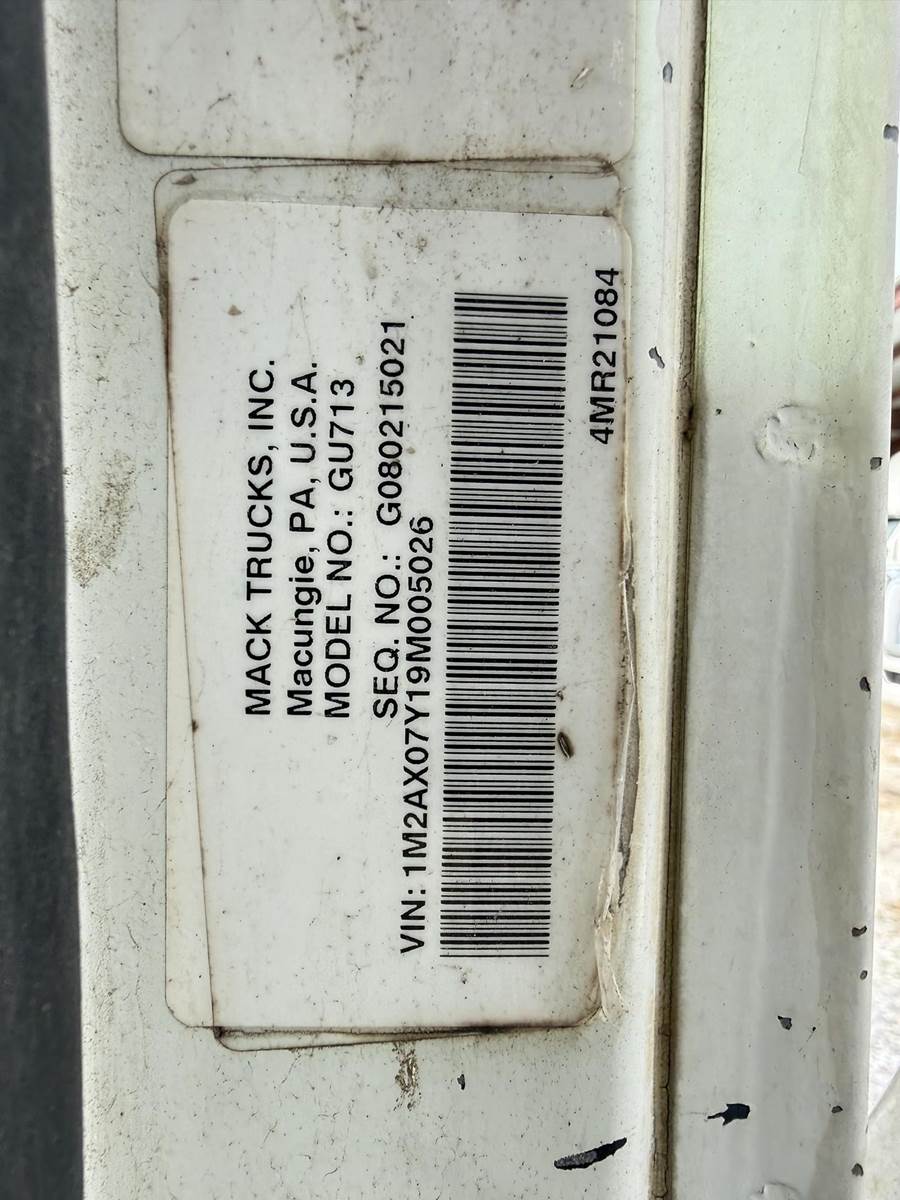 MACK TRUCKS, INC.
Macungie, PA, U.S.A.
MODEL NO.: GU713
SEQ. NO.: G080215021
VIN: 1M2AX07Y19M005026
4MR21084